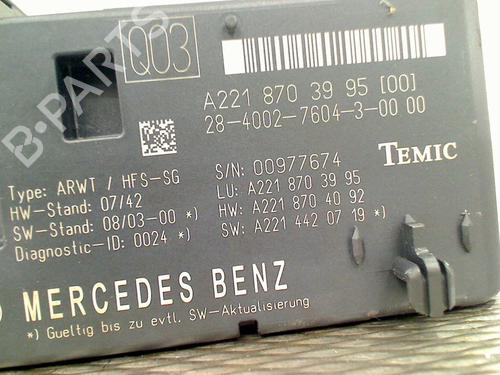 Q03
A221 870 39 95 [00]
28-4002-7604-3-00 00
Type: ARWT / HFS-SG
HW-Stand: 07/42
SW-Stand: 08/03-00 *)
Diagnostic-ID: 0024 *)
S/N: 00977674
LU: A221 870 39 95
HW: A221 870 40 92
SW: A221 442 07 19 *)
TEMIC
MERCEDES BENZ
*) Gueltig bis zu evtl. SW-Aktualisierung
B-PARTS